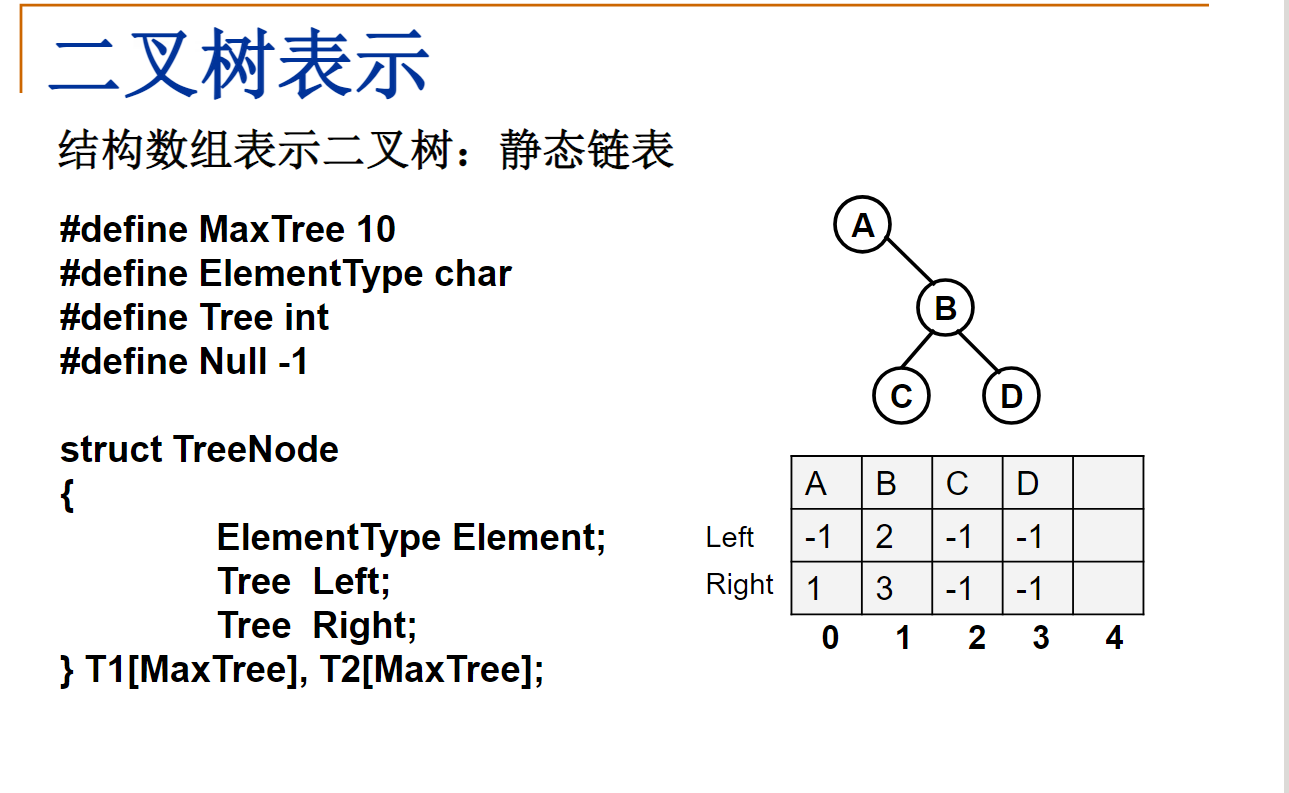 二叉树表示
结构数组表示二叉树：静态链表
#define MaxTree 10
#define ElementType char
#define Tree int
#define Null -1
struct TreeNode
{
ElementType Element;
Tree Left;
Tree Right;
} T1[MaxTree], T2[MaxTree];
A
B
C D
A B C D
Left -1 2 -1 -1
Right 1 3 -1 -1
0 1 2 3 4